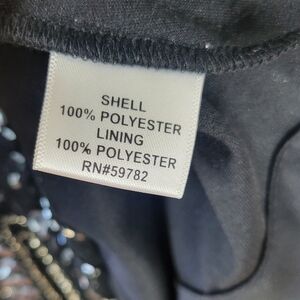 SHELL
100% POLYESTER
LINING
100% POLYESTER
RN#59782